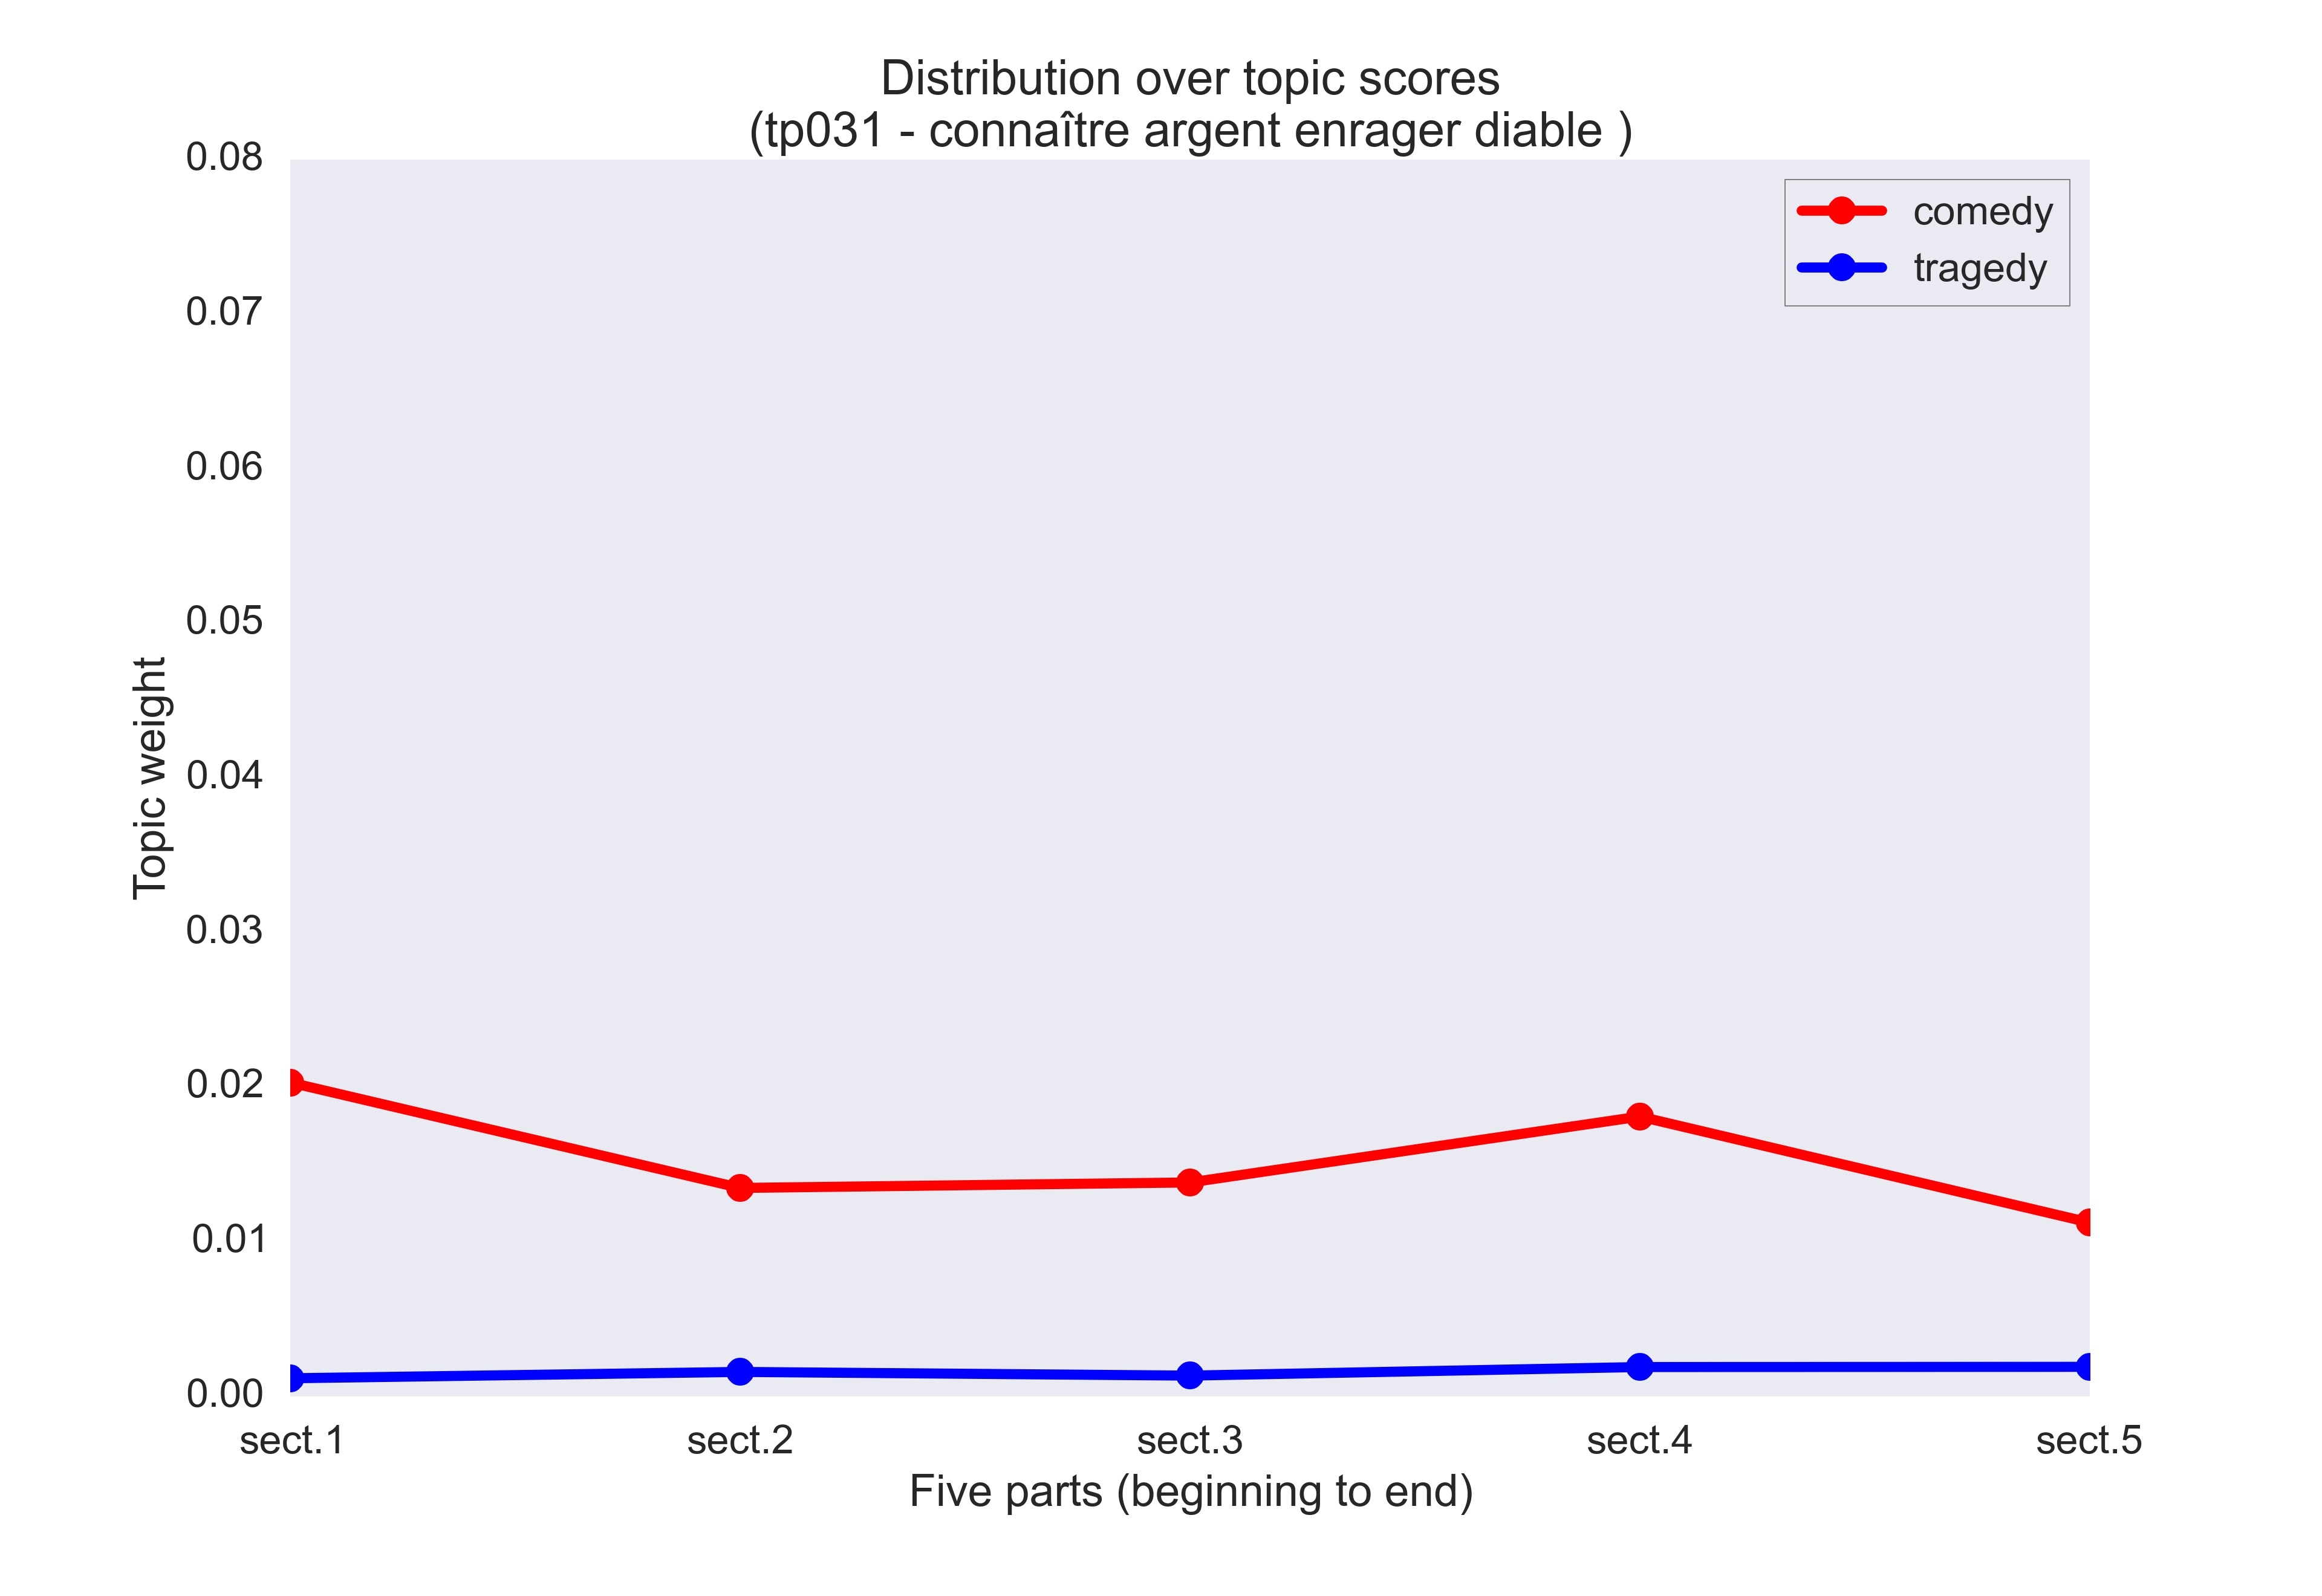 Distribution over topic scores
(tp031 - connaître argent enrager diable )
comedy
tragedy
0.08
0.07
0.06
0.05
0.04
0.03
0.02
0.01
0.00
Topic weight
sect.1 sect.2 sect.3 sect.4 sect.5
Five parts (beginning to end)